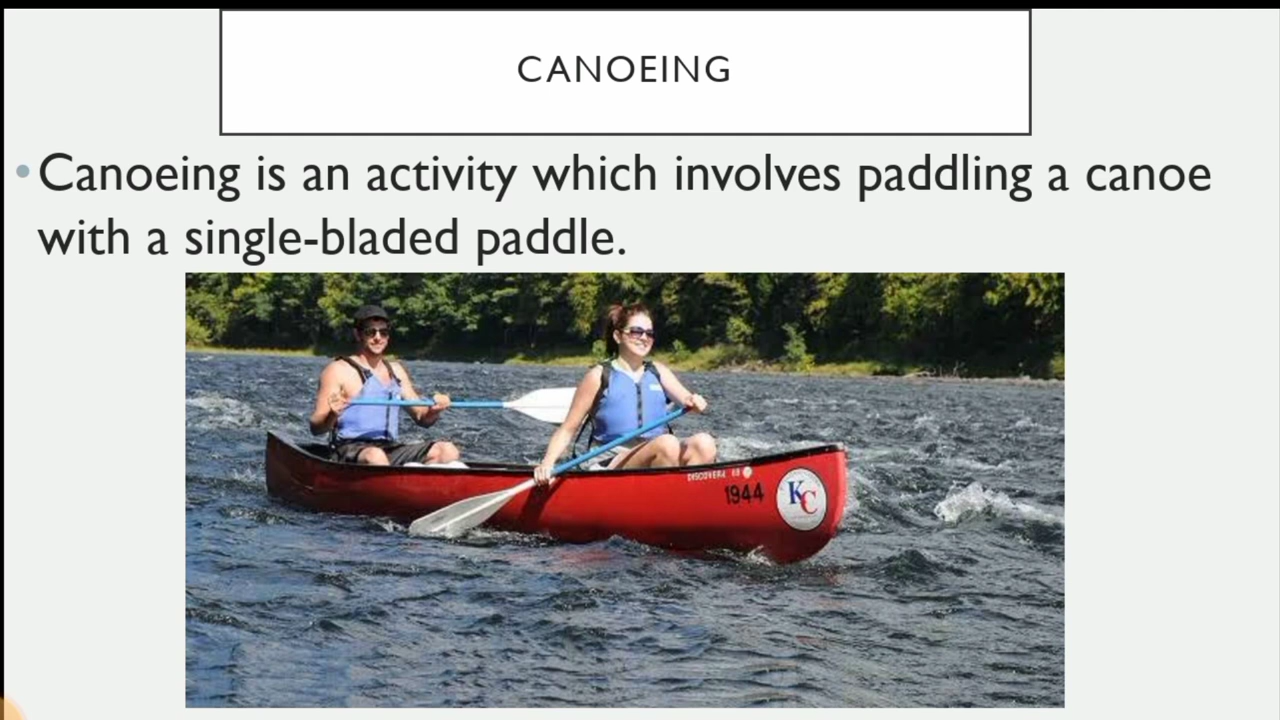 CANOEING
• Canoeing is an activity which involves paddling a canoe
with a single-bladed paddle.
1944
KC